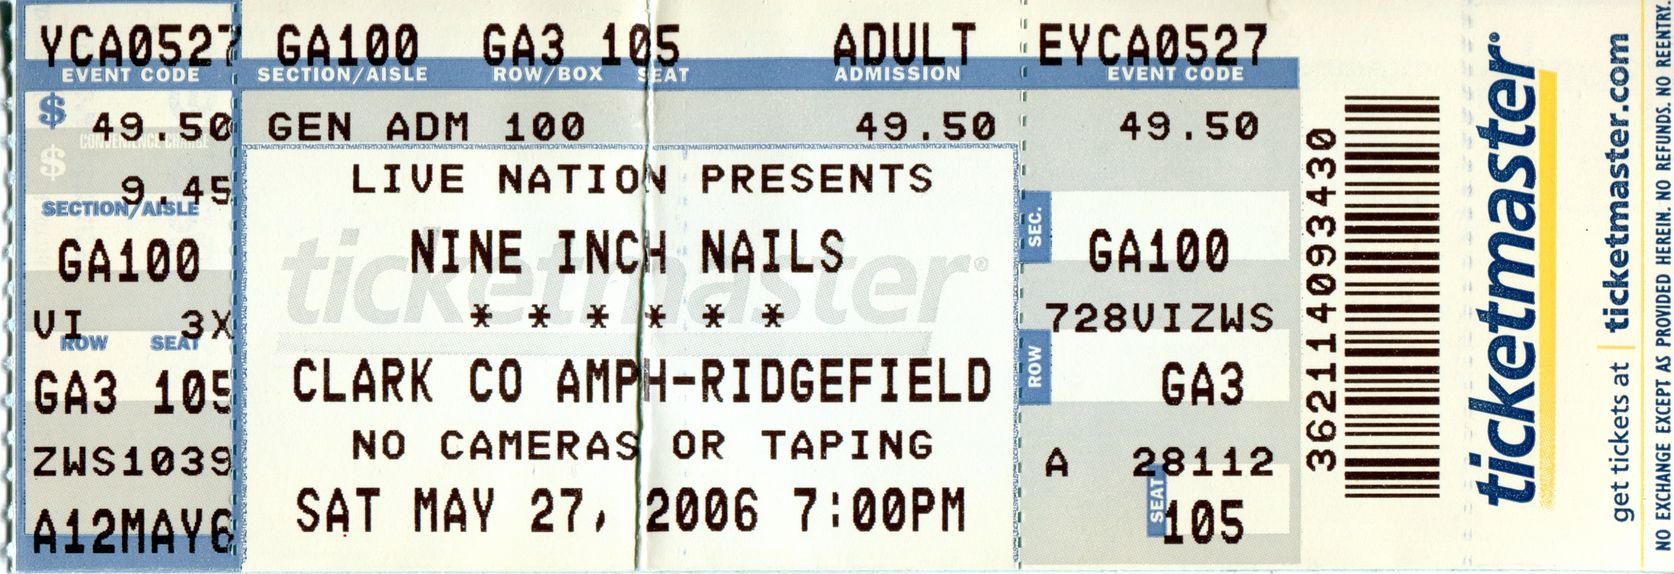 YCA0527
EVENT CODE
$ 49.50
CONVENIENCE CHARGE
$ 9.45
SECTION/AISLE
GA100
VI 3X
ROW SEAT
GA3 105
ZWS1039
A12MAY6
GA100 GA3 105 ADULT
SECTION/AISLE ROW/BOX SEAT ADMISSION
GEN ADM 100 49.50
LIVE NATION PRESENTS
ticketmaster®
NINE INCH NAILS
* * * * * *
CLARK CO AMPH-RIDGEFIELD
NO CAMERAS OR TAPING
SAT MAY 27, 2006 7:00PM
EYCA0527
EVENT CODE
49.50
SEC.
GA100
728VIZWS
ROW
GA3
A 28112
SEAT
105
362114093430
ticketmaster®
get tickets at | ticketmaster.com
NO EXCHANGE EXCEPT AS PROVIDED HEREIN. NO REFUNDS. NO REENTRY.